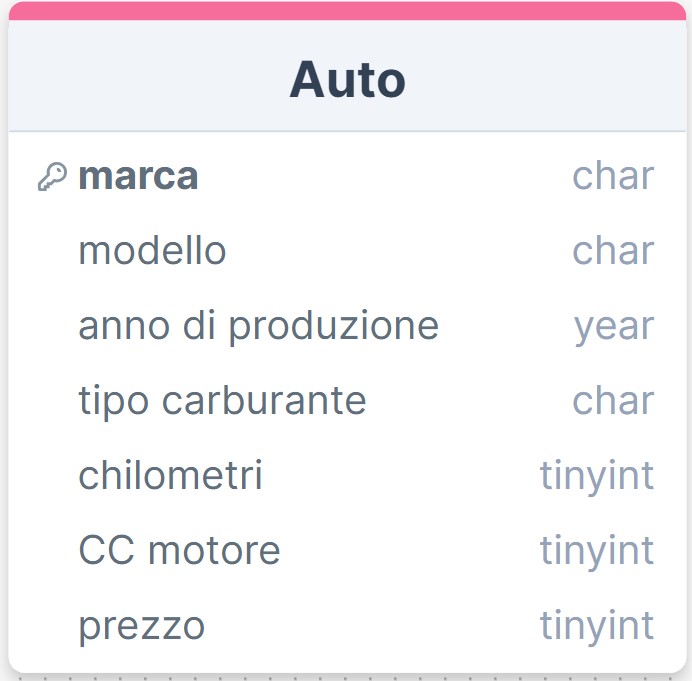 Auto
marca char
modello char
anno di produzione year
tipo carburante char
chilometri tinyint
CC motore tinyint
prezzo tinyint